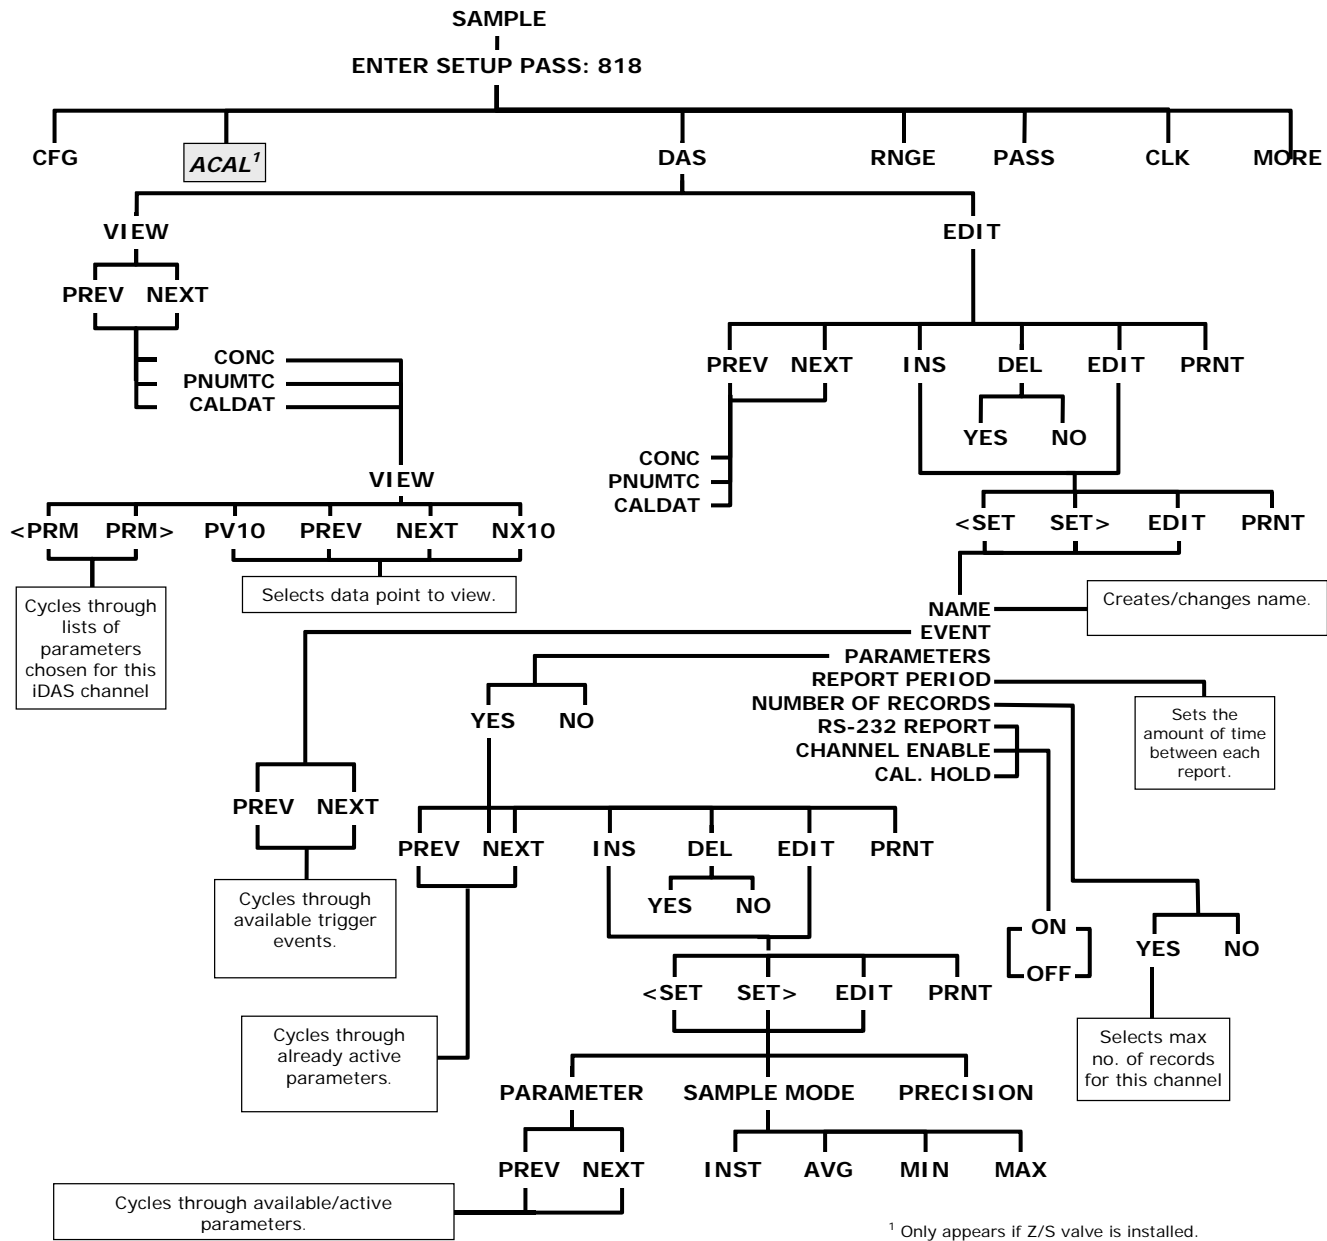 SAMPLE
ENTER SETUP PASS: 818
CFG
ACAL¹
DAS
RNGE
PASS
CLK
MORE
VIEW
EDIT
PREV
NEXT
CONC
PNUMTC
CALDAT
PREV
NEXT
INS
DEL
EDIT
PRNT
YES
NO
CONC
PNUMTC
CALDAT
VIEW
<PRM
PRM>
PV10
PREV
NEXT
NX10
<SET
SET>
EDIT
PRNT
Cycles through
lists of
parameters
chosen for this
iDAS channel
Selects data point to view.
NAME
Creates/changes name.
EVENT
PARAMETERS
REPORT PERIOD
NUMBER OF RECORDS
RS-232 REPORT
CHANNEL ENABLE
CAL. HOLD
Sets the
amount of time
between each
report.
YES
NO
PREV
NEXT
Cycles through
available trigger
events.
PREV
NEXT
INS
DEL
EDIT
PRNT
YES
NO
ON
OFF
YES
NO
Selects max
no. of records
for this channel
<SET
SET>
EDIT
PRNT
Cycles through
already active
parameters.
PARAMETER
SAMPLE MODE
PRECISION
PREV
NEXT
INST
AVG
MIN
MAX
Cycles through available/active
parameters.
¹ Only appears if Z/S valve is installed.